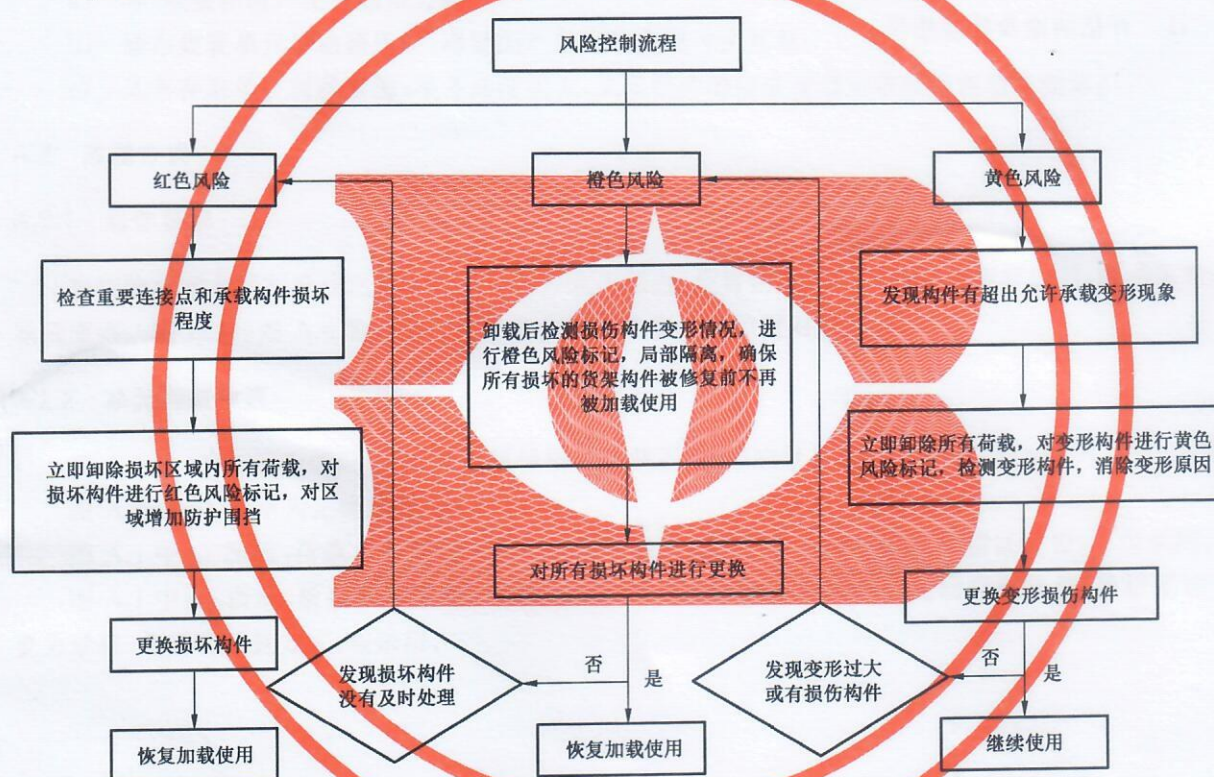 风险控制流程
红色风险
橙色风险
黄色风险
检查重要连接点和承载构件损坏
程度
卸载后检测损伤构件变形情况，进
行橙色风险标记，局部隔离，确保
所有损坏的货架构件被修复前不再
被加载使用
发现构件有超出允许承载变形现象
立即卸除损坏区域内所有荷载，对
损坏构件进行红色风险标记，对区
域增加防护围挡
立即卸除所有荷载，对变形构件进行黄色
风险标记，检测变形构件，消除变形原因
对所有损坏构件进行更换
更换变形损伤构件
更换损坏构件
发现损坏构件
没有及时处理
否
是
发现变形过大
或有损伤构件
否
是
恢复加载使用
恢复加载使用
继续使用